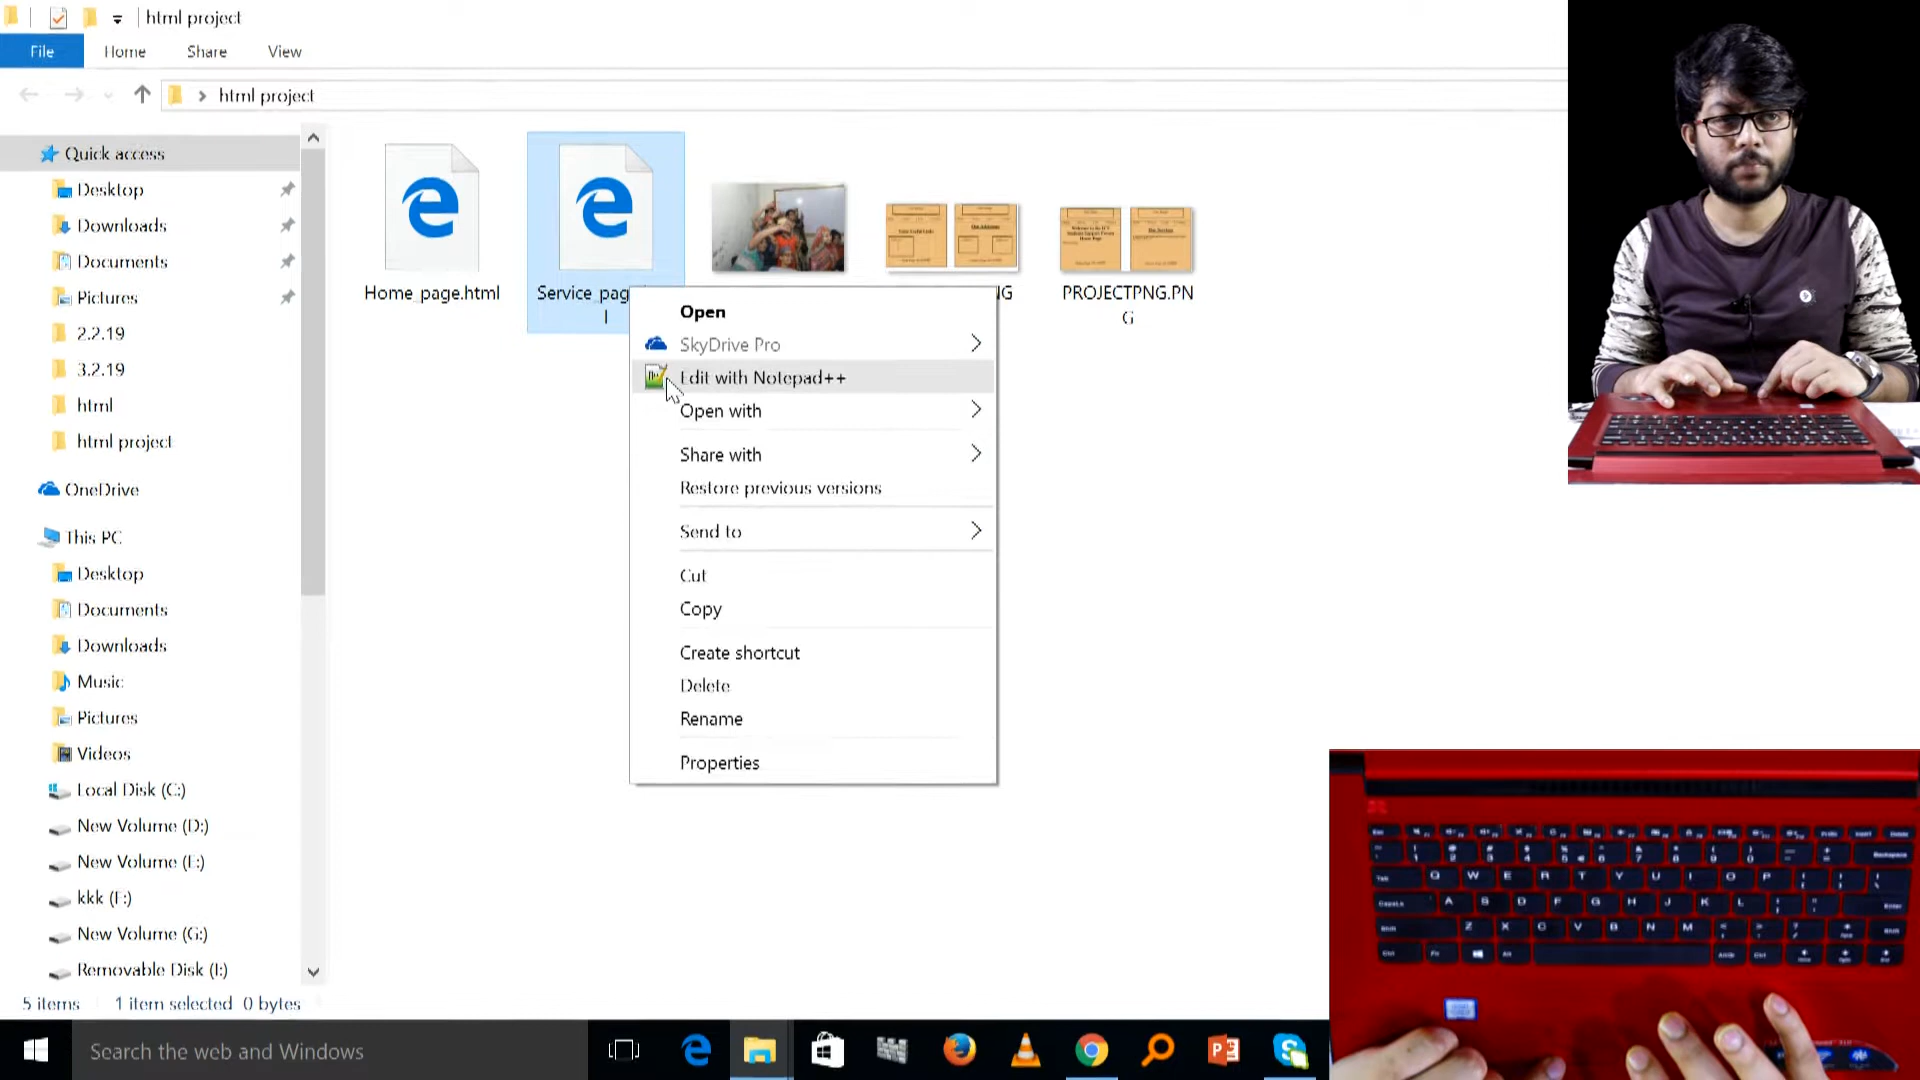 html project
File Home Share View
html project
Quick access
Desktop
Downloads
Documents
Pictures
2.2.19
3.2.19
html
html project
OneDrive
This PC
Desktop
Documents
Downloads
Music
Pictures
Videos
Local Disk (C:)
New Volume (D:)
New Volume (E:)
kkk (F:)
New Volume (G:)
Removable Disk (I:)
Home_page.html
PROJECTPNG.PN
G
Open
SkyDrive Pro
Edit with Notepad++
Open with
Share with
Restore previous versions
Send to
Cut
Copy
Create shortcut
Delete
Rename
Properties
5 items 1 item selected 0 bytes
Search the web and Windows
Q W E R T Y U I O P
A S D F G H J K L
Z X C V B N M